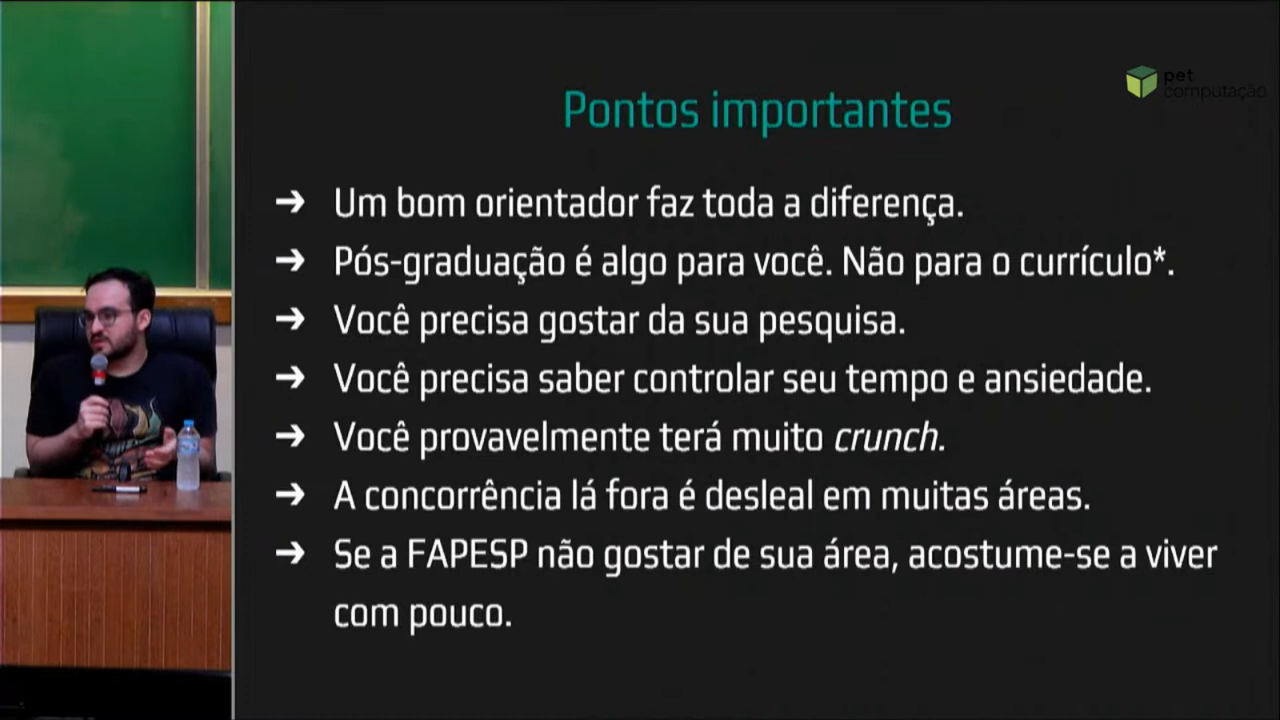 pet
computação
Pontos importantes
➔ Um bom orientador faz toda a diferença.
➔ Pós-graduação é algo para você. Não para o currículo*.
➔ Você precisa gostar da sua pesquisa.
➔ Você precisa saber controlar seu tempo e ansiedade.
➔ Você provavelmente terá muito crunch.
➔ A concorrência lá fora é desleal em muitas áreas.
➔ Se a FAPESP não gostar de sua área, acostume-se a viver
com pouco.